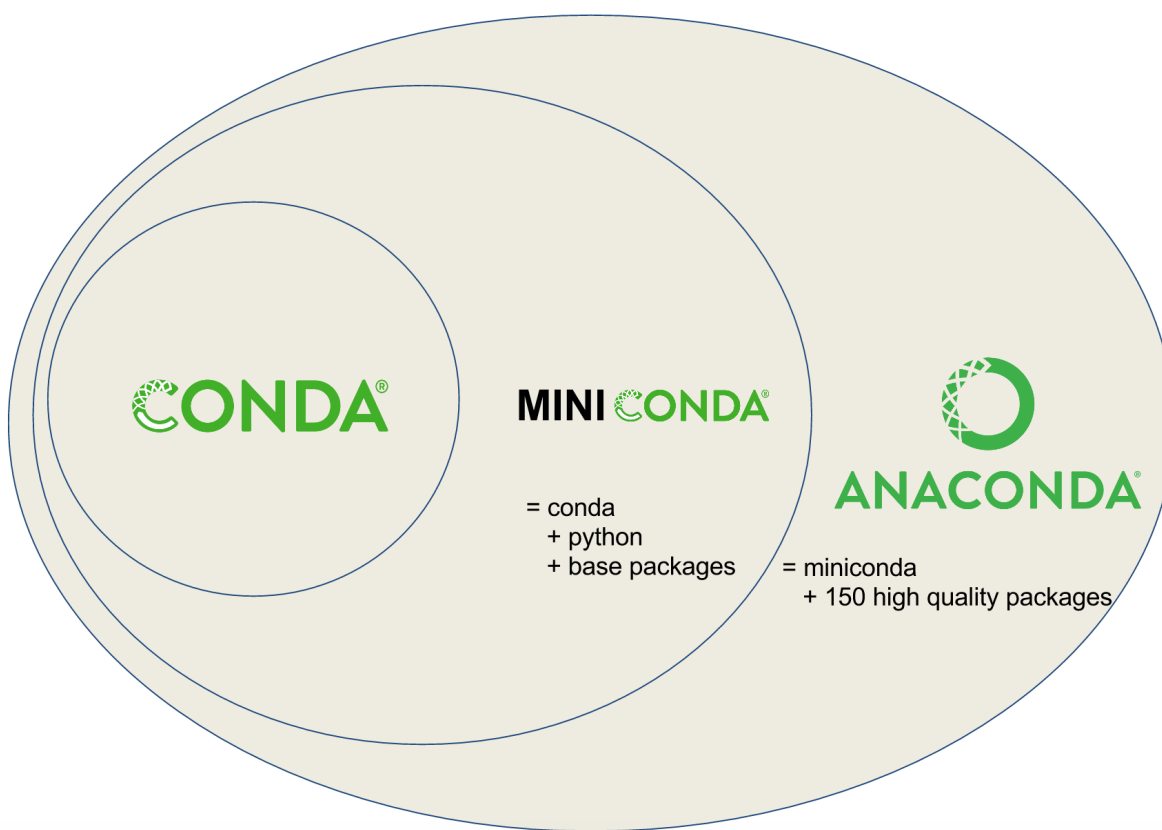 CONDA®
MINI CONDA®
= conda
+ python
+ base packages
ANACONDA®
= miniconda
+ 150 high quality packages